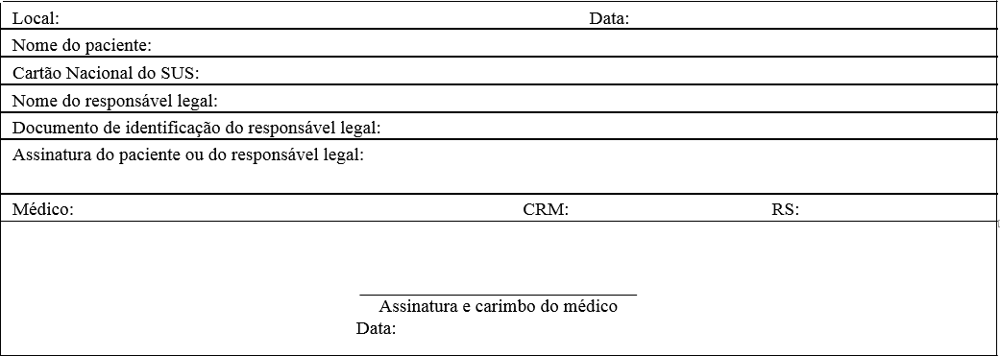 Local: Data:
Nome do paciente:
Cartão Nacional do SUS:
Nome do responsável legal:
Documento de identificação do responsável legal:
Assinatura do paciente ou do responsável legal:
Médico: CRM: RS:
Assinatura e carimbo do médico
Data: